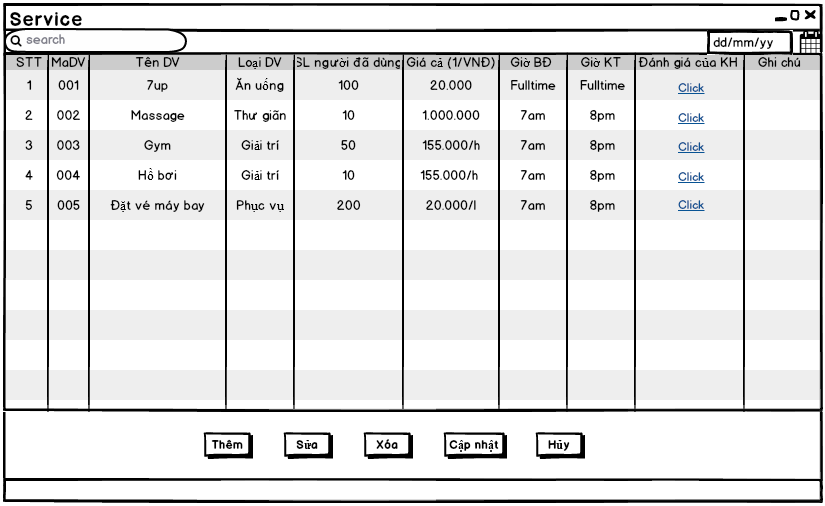 Service
search
dd/mm/yy
STT MaDV Tên DV Loại DV SL người đã dùng Giá cả (1/VNĐ) Giờ BĐ Giờ KT Đánh giá của KH Ghi chú
1 001 7up Ăn uống 100 20.000 Fulltime Fulltime Click
2 002 Massage Thư giãn 10 1.000.000 7am 8pm Click
3 003 Gym Giải trí 50 155.000/h 7am 8pm Click
4 004 Hồ bơi Giải trí 10 155.000/h 7am 8pm Click
5 005 Đặt vé máy bay Phục vụ 200 20.000/l 7am 8pm Click
Thêm Sửa Xóa Cập nhật Hủy